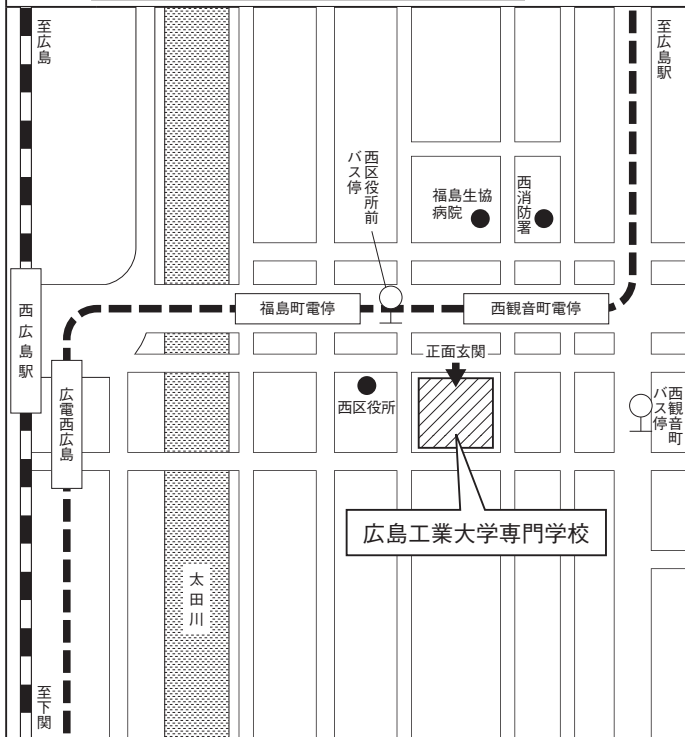 至広島
至広島駅
西区役所前
バス停
福島生協
病院
西消防署
西広島駅
福島町電停
西観音町電停
正面玄関
広電西広島
西区役所
西観音町
バス停
広島工業大学専門学校
太田川
至下関